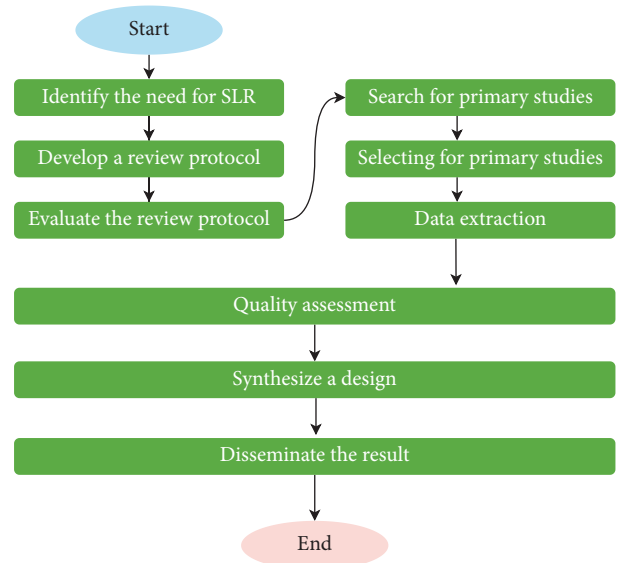 Start
Identify the need for SLR
Develop a review protocol
Evaluate the review protocol
Search for primary studies
Selecting for primary studies
Data extraction
Quality assessment
Synthesize a design
Disseminate the result
End